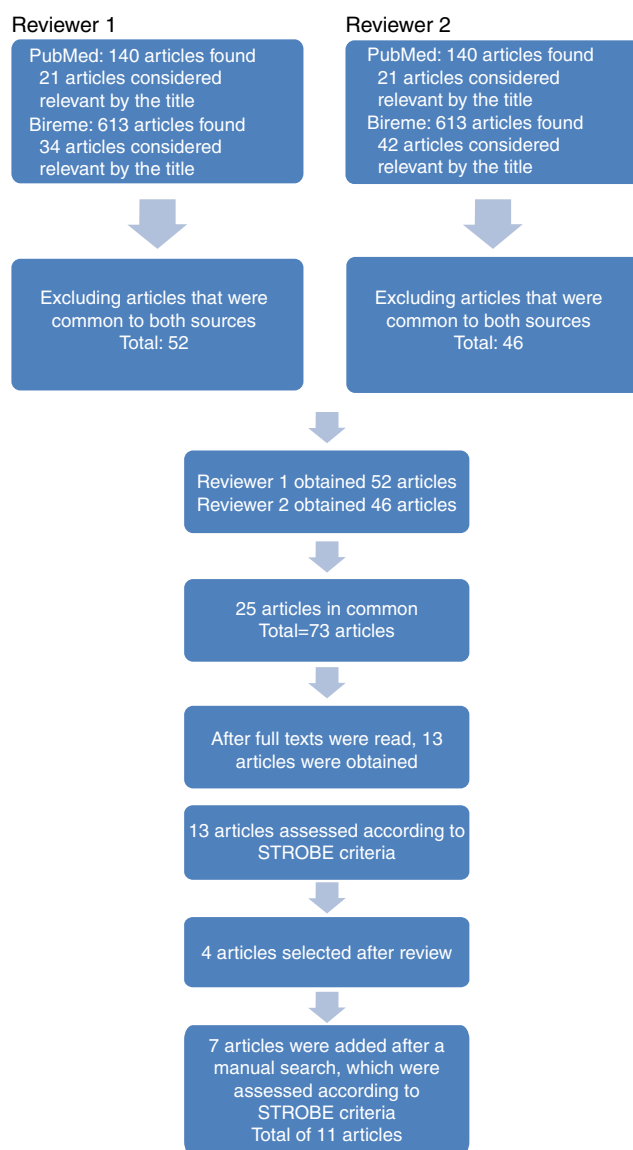 Reviewer 1
PubMed: 140 articles found
21 articles considered
relevant by the title
Bireme: 613 articles found
34 articles considered
relevant by the title
Reviewer 2
PubMed: 140 articles found
21 articles considered
relevant by the title
Bireme: 613 articles found
42 articles considered
relevant by the title
Excluding articles that were
common to both sources
Total: 52
Excluding articles that were
common to both sources
Total: 46
Reviewer 1 obtained 52 articles
Reviewer 2 obtained 46 articles
25 articles in common
Total=73 articles
After full texts were read, 13
articles were obtained
13 articles assessed according to
STROBE criteria
4 articles selected after review
7 articles were added after a
manual search, which were
assessed according to
STROBE criteria
Total of 11 articles